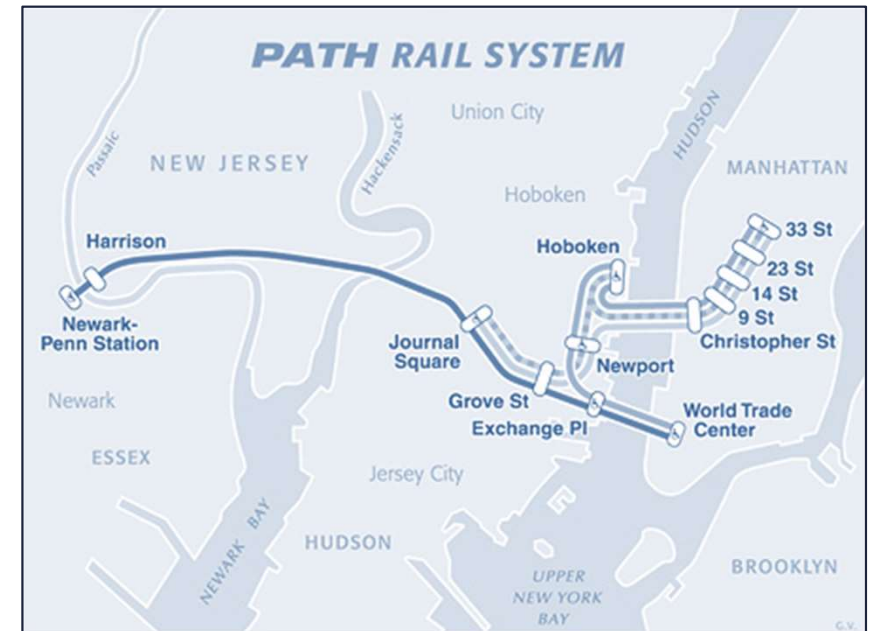 PATH RAIL SYSTEM
Union City
HUDSON
Passaic
NEW JERSEY
Hackensack
MANHATTAN
Hoboken
33 St
Harrison
Hoboken
23 St
14 St
9 St
Newark-
Penn Station
Journal
Square
Christopher St
Newport
Newark
Grove St
World Trade
Center
Exchange Pl
ESSEX
Jersey City
NEWARK BAY
HUDSON
BROOKLYN
UPPER
NEW YORK
BAY
G.V.